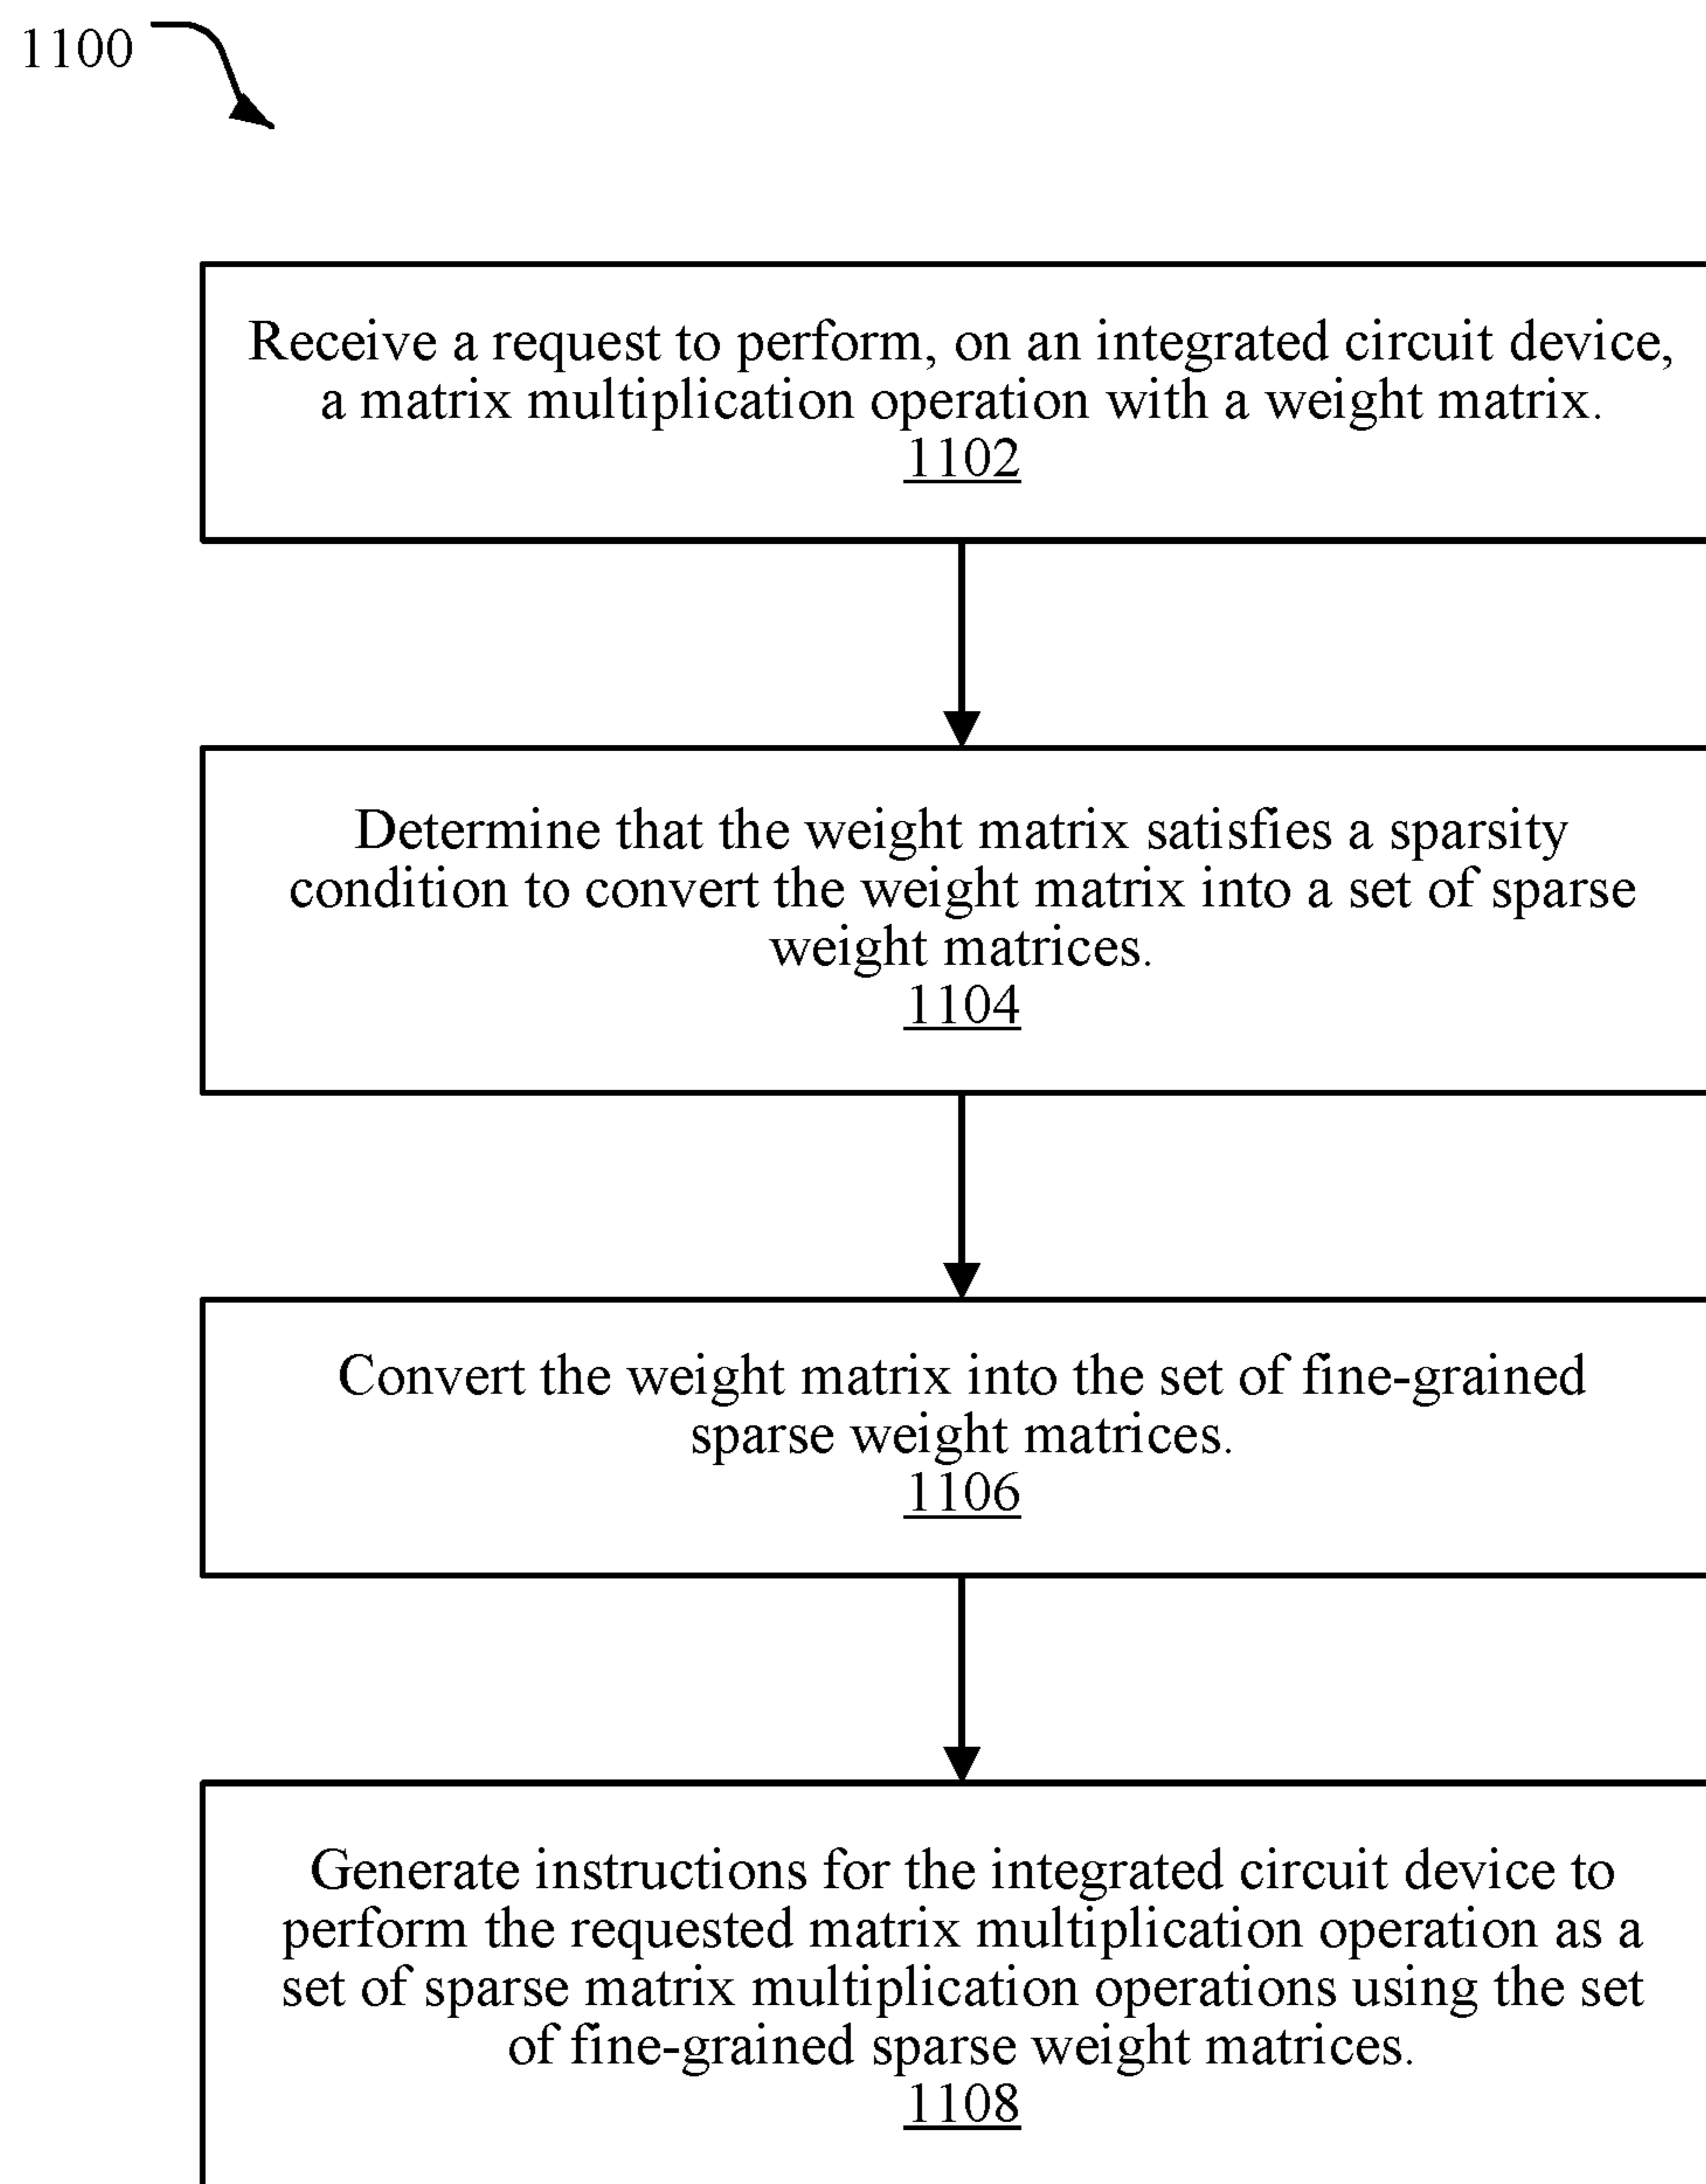 1100
Receive a request to perform, on an integrated circuit device,
a matrix multiplication operation with a weight matrix.
1102
Determine that the weight matrix satisfies a sparsity
condition to convert the weight matrix into a set of sparse
weight matrices.
1104
Convert the weight matrix into the set of fine-grained
sparse weight matrices.
1106
Generate instructions for the integrated circuit device to
perform the requested matrix multiplication operation as a
set of sparse matrix multiplication operations using the set
of fine-grained sparse weight matrices.
1108